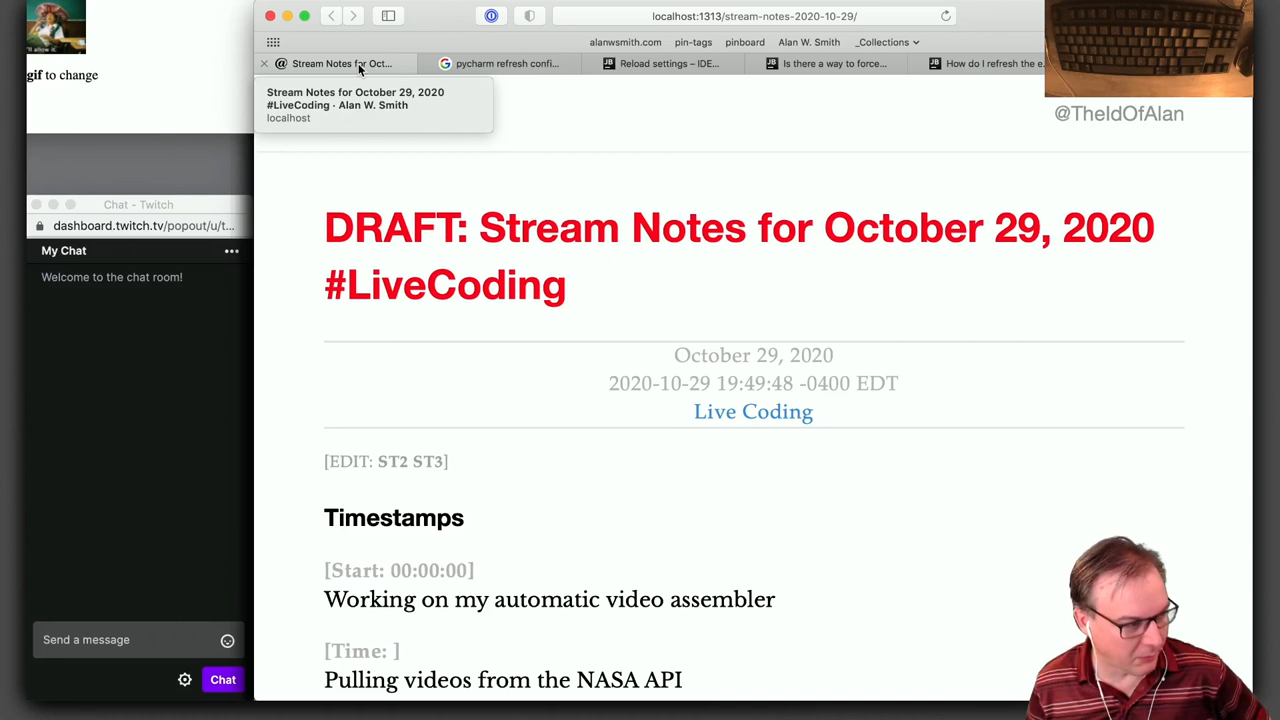 'll allow it.
gif to change
Chat - Twitch
dashboard.twitch.tv/popout/u/t...
My Chat
Welcome to the chat room!
Send a message
Chat
localhost:1313/stream-notes-2020-10-29/
alanwsmith.com pin-tags pinboard Alan W. Smith _Collections
@ Stream Notes for Oct... pycharm refresh confi... Reload settings – IDE... Is there a way to force... How do I refresh the e.
Stream Notes for October 29, 2020
#LiveCoding · Alan W. Smith
localhost
@TheIdOfAlan
DRAFT: Stream Notes for October 29, 2020
#LiveCoding
October 29, 2020
2020-10-29 19:49:48 -0400 EDT
Live Coding
[EDIT: ST2 ST3]
Timestamps
[Start: 00:00:00]
Working on my automatic video assembler
[Time: ]
Pulling videos from the NASA API